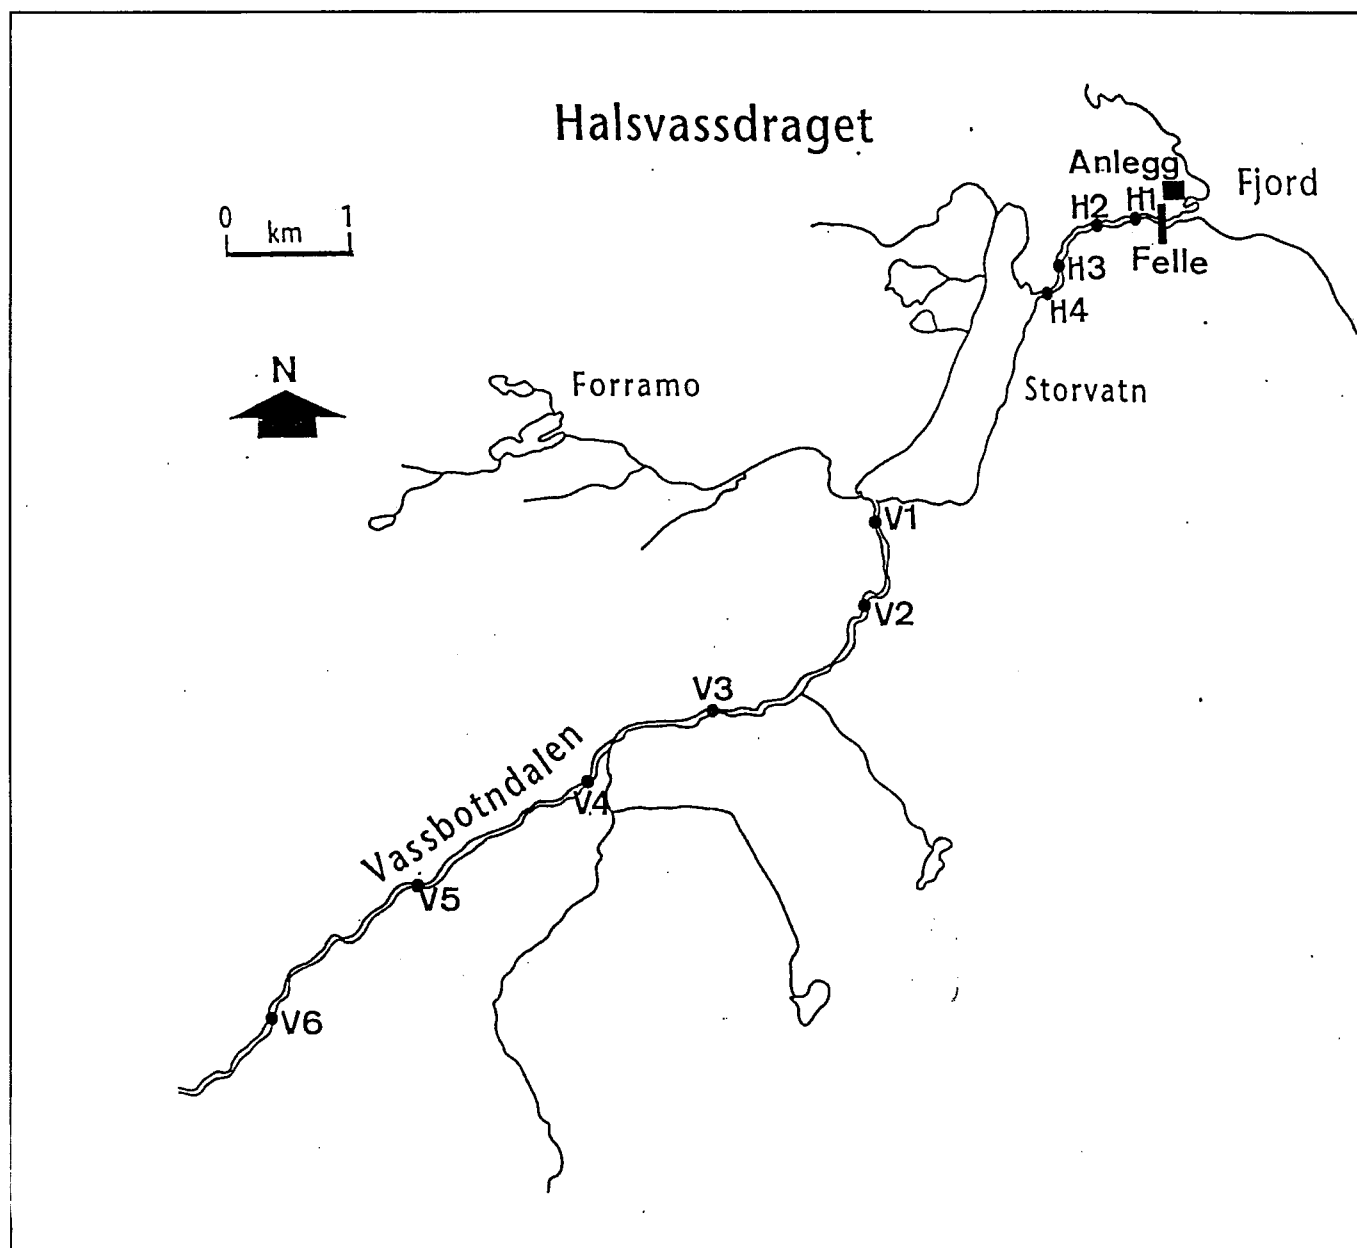 Halsvassdraget
0 1
km
N
Anlegg
Fjord
H2 H1
Felle
H3
H4
Storvatn
Forramo
V1
V2
V3
Vassbotndalen
V4
V5
V6